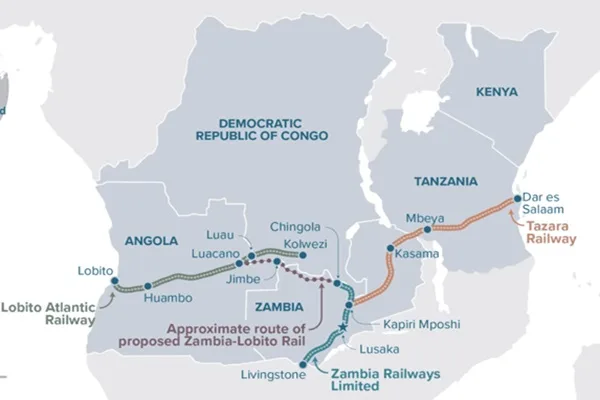 DEMOCRATIC
REPUBLIC OF CONGO
KENYA
d
TANZANIA
Dar es
Salaam
Mbeya
Tazara
Railway
Chingola
Luau
Kolwezi
ANGOLA
Luacano
Kasama
Lobito
Jimbe
Huambo
Lobito Atlantic
Railway
ZAMBIA
Approximate route of
proposed Zambia-Lobito Rail
Kapiri Mposhi
Lusaka
Livingstone
Zambia Railways
Limited